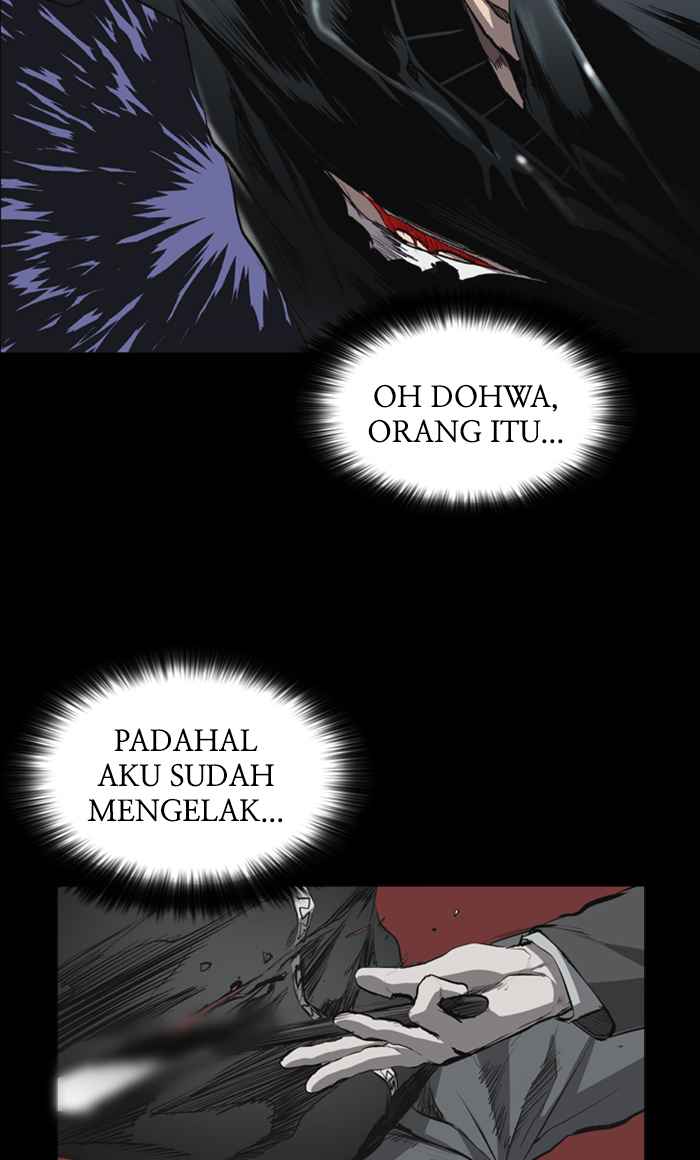 OH DOHWA,
ORANG ITU...
PADAHAL
AKU SUDAH
MENGELAK...